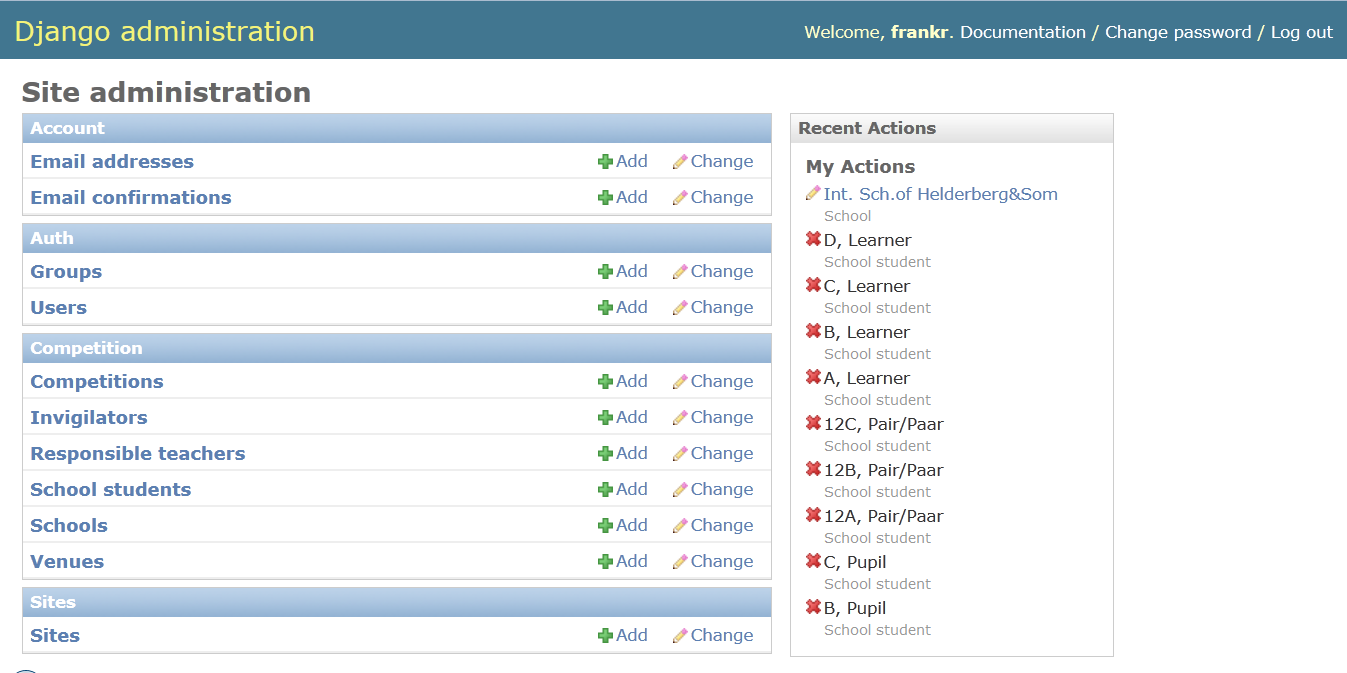 Django administration
Welcome, frankr. Documentation / Change password / Log out
Site administration
Account
Email addresses Add Change
Email confirmations Add Change
Auth
Groups Add Change
Users Add Change
Competition
Competitions Add Change
Invigilators Add Change
Responsible teachers Add Change
School students Add Change
Schools Add Change
Venues Add Change
Sites
Sites Add Change
Recent Actions
My Actions
Int. Sch.of Helderberg&Som
School
D, Learner
School student
C, Learner
School student
B, Learner
School student
A, Learner
School student
12C, Pair/Paar
School student
12B, Pair/Paar
School student
12A, Pair/Paar
School student
C, Pupil
School student
B, Pupil
School student